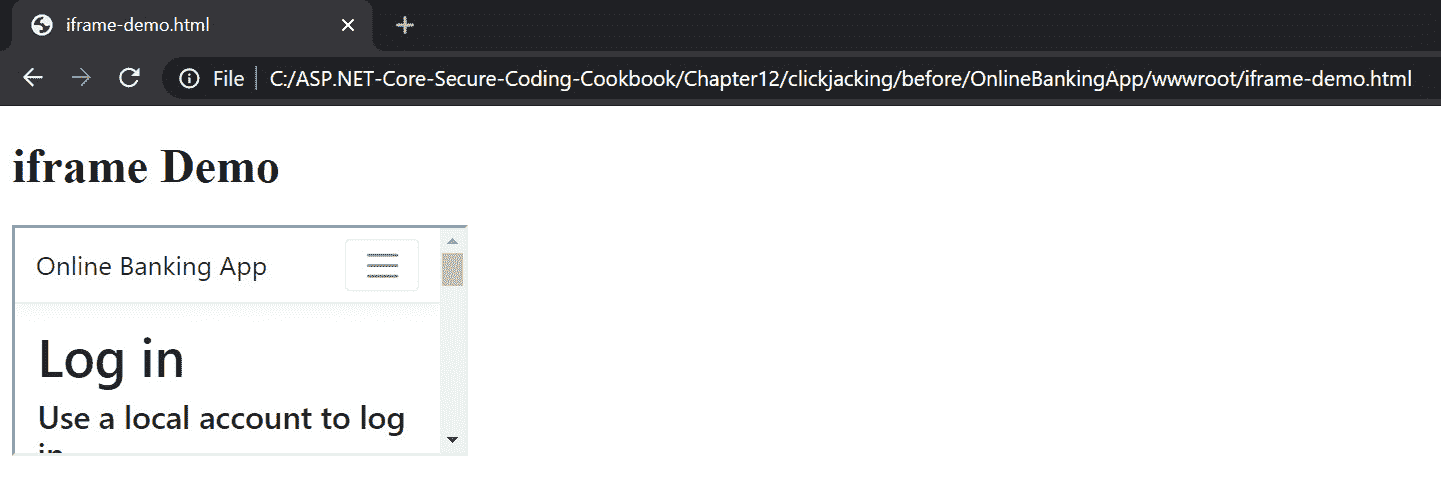 iframe-demo.html
File C:/ASP.NET-Core-Secure-Coding-Cookbook/Chapter12/clickjacking/before/OnlineBankingApp/wwwroot/iframe-demo.html
iframe Demo
Online Banking App
Log in
Use a local account to log
in